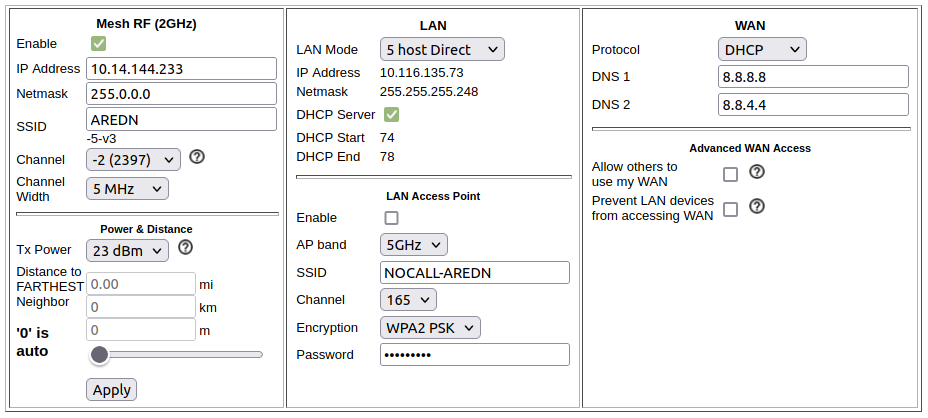 Mesh RF (2GHz)
Enable
IP Address 10.14.144.233
Netmask 255.0.0.0
SSID AREDN
-5-v3
Channel -2 (2397) ?
Channel
Width 5 MHz
Power & Distance
Tx Power 23 dBm ?
Distance to
FARTHEST 0.00 mi
Neighbor 0 km
'0' is 0 m
auto
Apply
LAN
LAN Mode 5 host Direct
IP Address 10.116.135.73
Netmask 255.255.255.248
DHCP Server
DHCP Start 74
DHCP End 78
LAN Access Point
Enable
AP band 5GHz
SSID NOCALL-AREDN
Channel 165
Encryption WPA2 PSK
Password •••••••••
WAN
Protocol DHCP
DNS 1 8.8.8.8
DNS 2 8.8.4.4
Advanced WAN Access
Allow others to
use my WAN ?
Prevent LAN devices
from accessing WAN ?